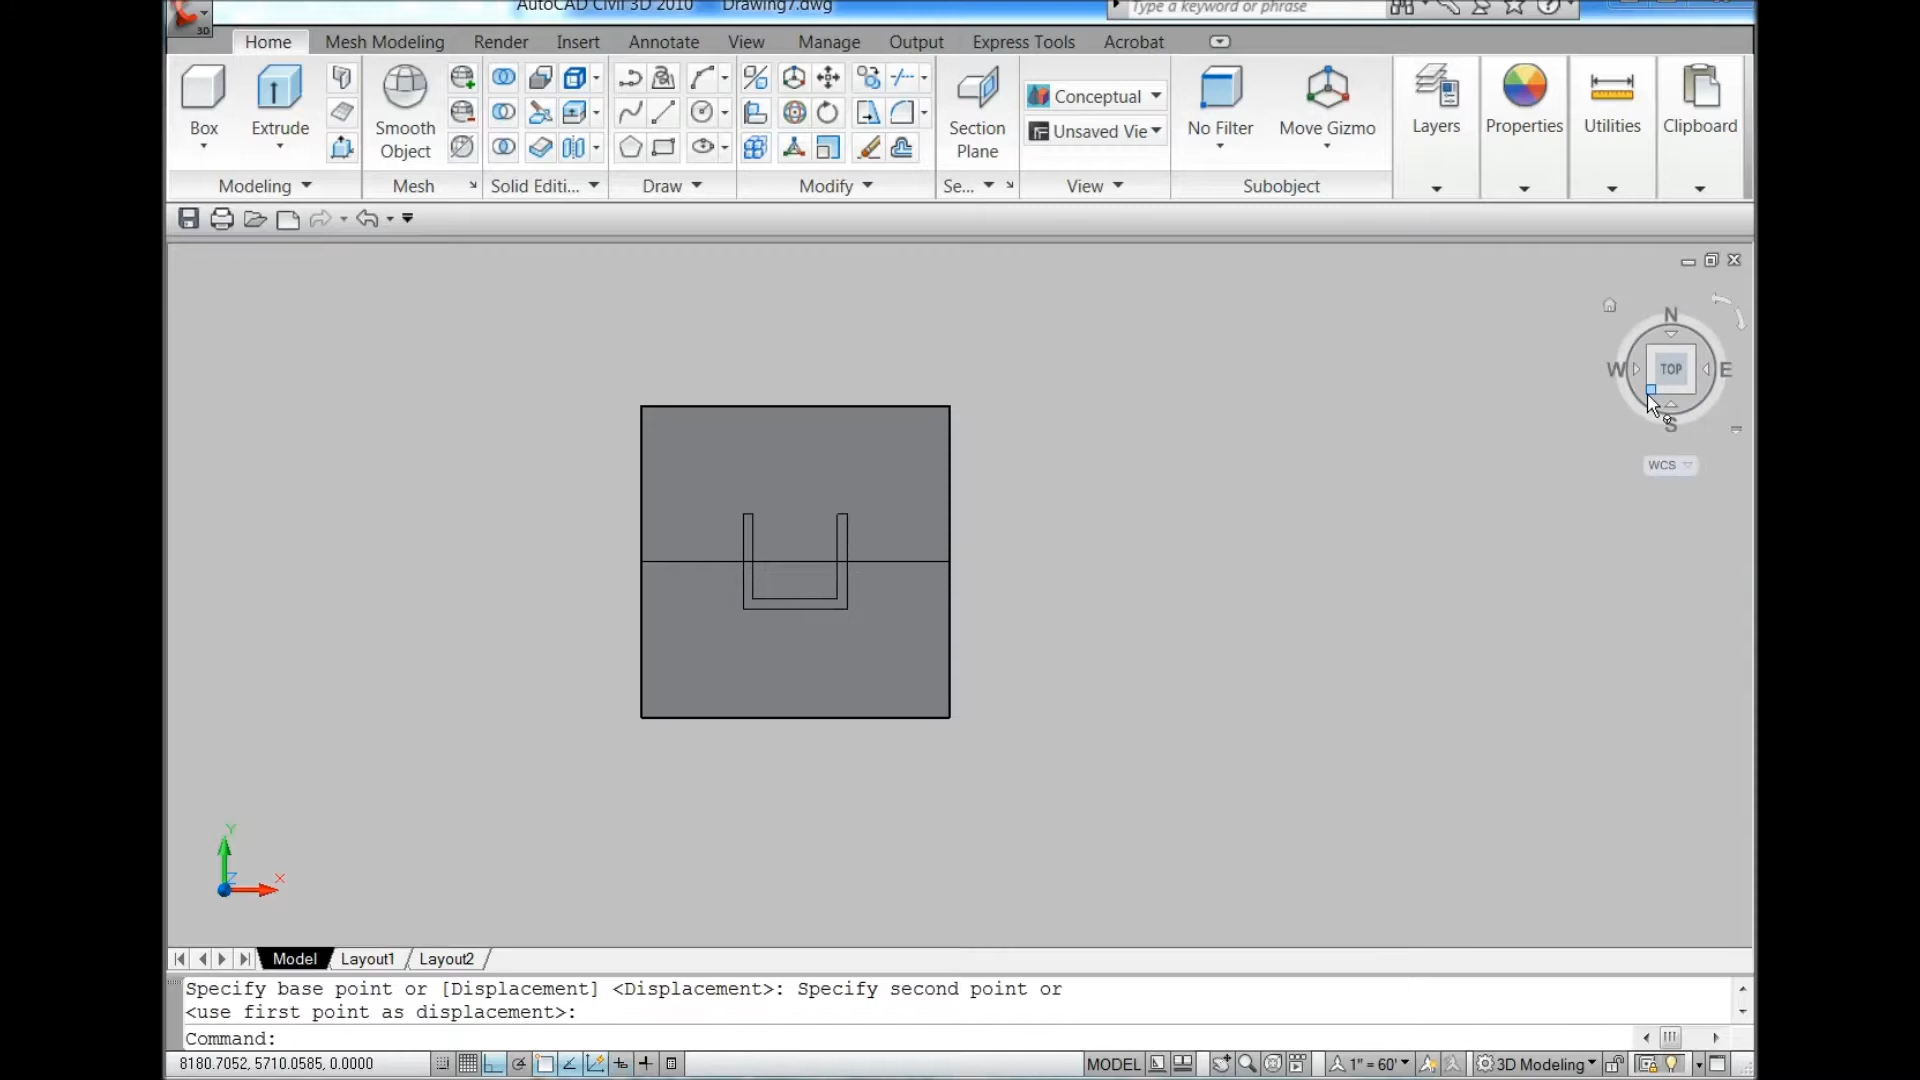 AutoCAD Civil 3D 2010 Drawing7.dwg
Type a keyword or phrase
3D
Home Mesh Modeling Render Insert Annotate View Manage Output Express Tools Acrobat
Box
Extrude
Smooth Object
Section Plane
Conceptual
Unsaved Vie
No Filter
Move Gizmo
Layers
Properties
Utilities
Clipboard
Modeling
Mesh
Solid Editi...
Draw
Modify
Se...
View
Subobject
N
W
TOP
E
S
WCS
Y
Z
X
Model Layout1 Layout2
Specify base point or [Displacement] <Displacement>: Specify second point or
<use first point as displacement>:
Command:
8180.7052, 5710.0585, 0.0000
MODEL
1" = 60'
3D Modeling